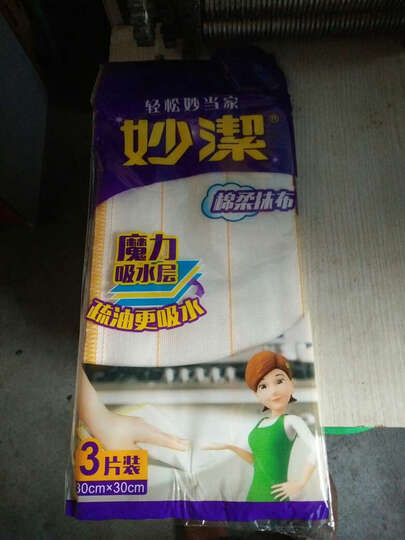 轻松妙当家
妙潔®
棉柔抹布
魔力
吸水层
疏油更吸水
3片装
30cm×30cm